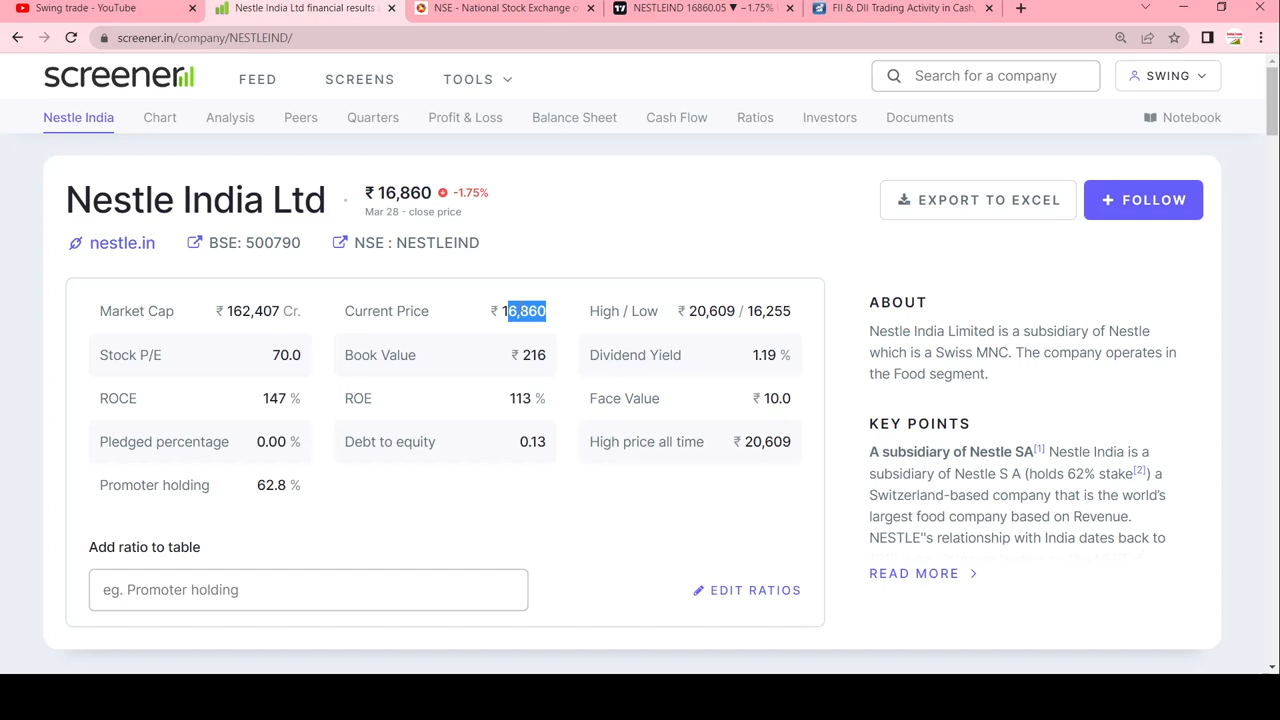 Swing trade - YouTube
Nestle India Ltd financial results
NSE - National Stock Exchange o
NESTLEIND 16860.05 ▼ −1.75%
FII & DII Trading Activity in Cash,
screener.in/company/NESTLEIND/
screener
FEED
SCREENS
TOOLS
Search for a company
SWING
Nestle India
Chart
Analysis
Peers
Quarters
Profit & Loss
Balance Sheet
Cash Flow
Ratios
Investors
Documents
Notebook
Nestle India Ltd
₹ 16,860 -1.75%
Mar 28 - close price
EXPORT TO EXCEL
+ FOLLOW
nestle.in
BSE: 500790
NSE : NESTLEIND
Market Cap ₹ 162,407 Cr.
Current Price ₹ 16,860
High / Low ₹ 20,609 / 16,255
Stock P/E 70.0
Book Value ₹ 216
Dividend Yield 1.19 %
ROCE 147 %
ROE 113 %
Face Value ₹ 10.0
Pledged percentage 0.00 %
Debt to equity 0.13
High price all time ₹ 20,609
Promoter holding 62.8 %
Add ratio to table
eg. Promoter holding
EDIT RATIOS
ABOUT
Nestle India Limited is a subsidiary of Nestle
which is a Swiss MNC. The company operates in
the Food segment.
KEY POINTS
A subsidiary of Nestle SA[1] Nestle India is a
subsidiary of Nestle S A (holds 62% stake[2]) a
Switzerland-based company that is the world's
largest food company based on Revenue.
NESTLE"s relationship with India dates back to
READ MORE